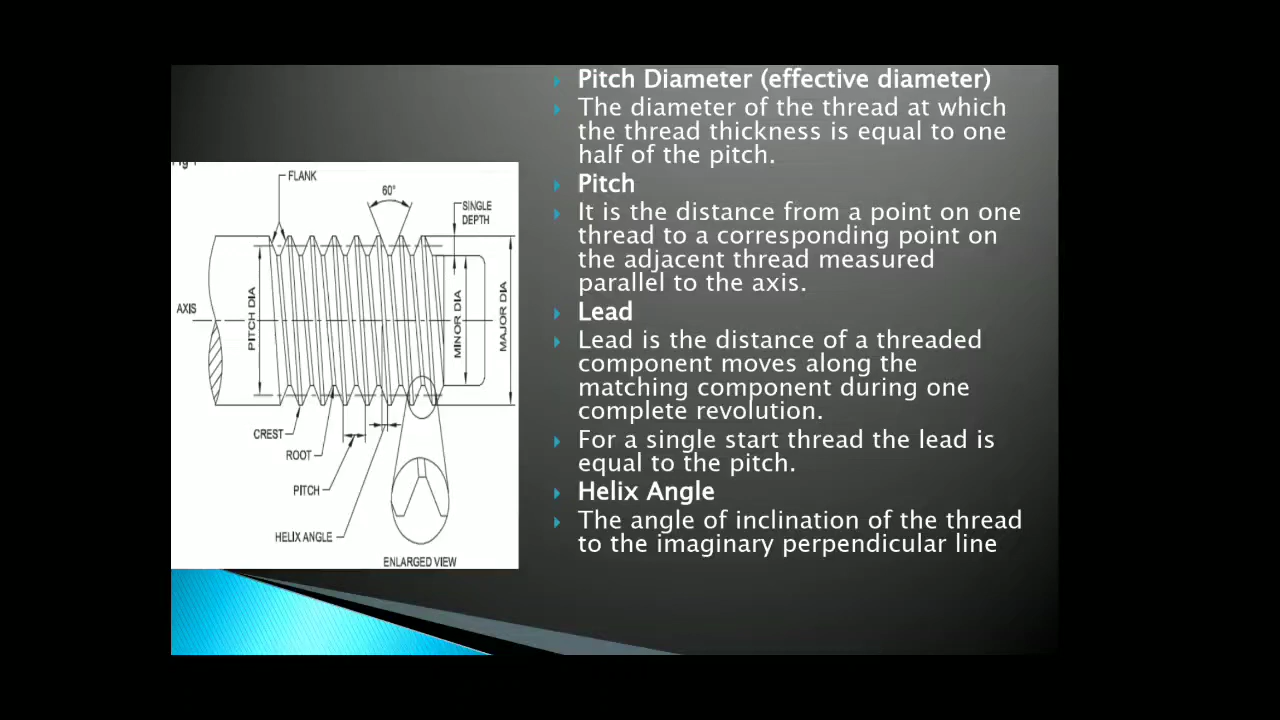 FLANK
60°
SINGLE
DEPTH
AXIS
PITCH DIA
MINOR DIA
MAJOR DIA
CREST
ROOT
PITCH
HELIX ANGLE
ENLARGED VIEW
Pitch Diameter (effective diameter)
The diameter of the thread at which
the thread thickness is equal to one
half of the pitch.
Pitch
It is the distance from a point on one
thread to a corresponding point on
the adjacent thread measured
parallel to the axis.
Lead
Lead is the distance of a threaded
component moves along the
matching component during one
complete revolution.
For a single start thread the lead is
equal to the pitch.
Helix Angle
The angle of inclination of the thread
to the imaginary perpendicular line